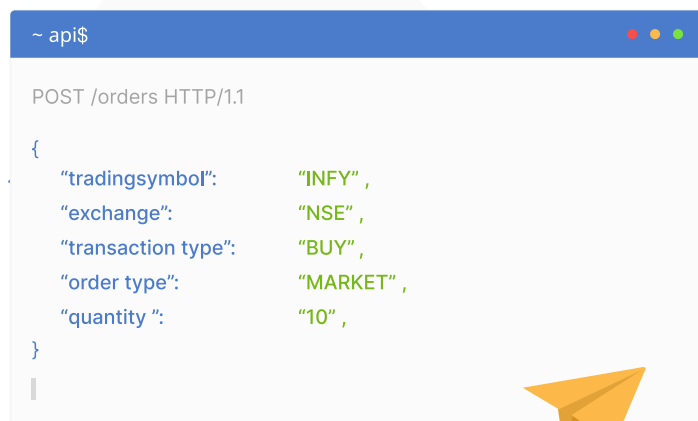 ~ api$
POST /orders HTTP/1.1
{
“tradingsymbol”: “INFY” ,
“exchange”: “NSE” ,
“transaction type”: “BUY” ,
“order type”: “MARKET” ,
“quantity ”: “10” ,
}